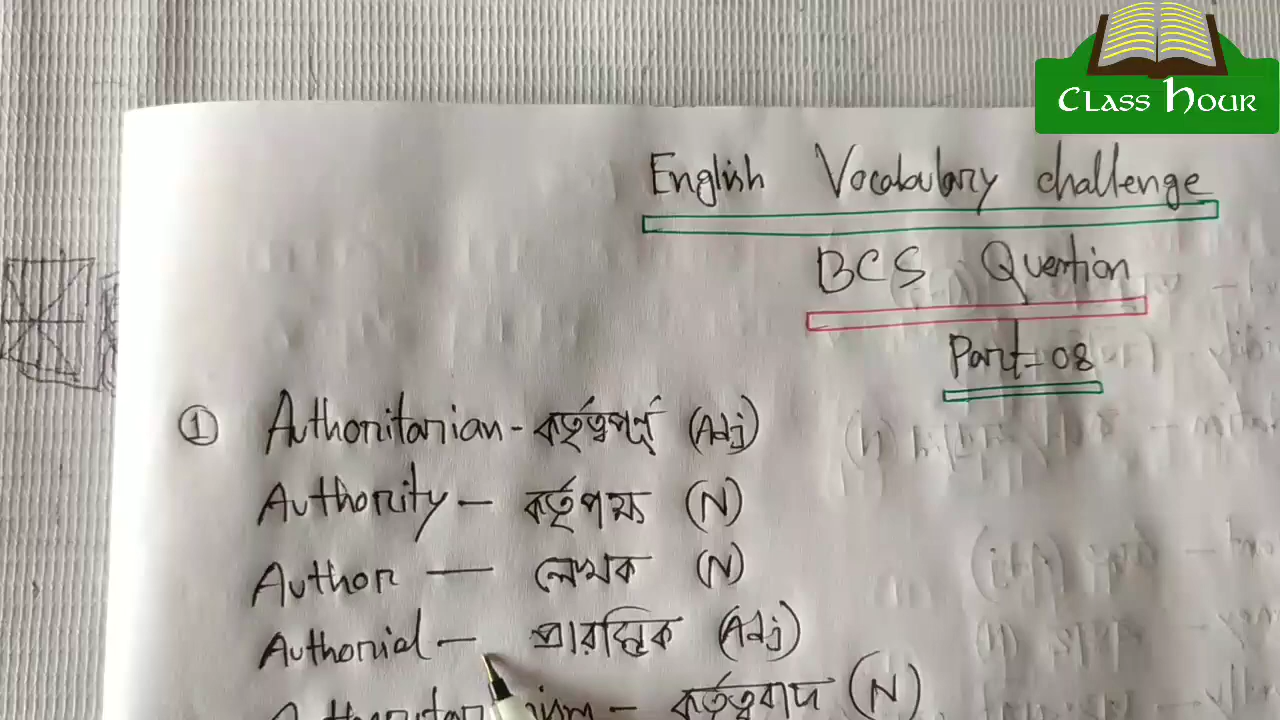 CLASS HOUR
English Vocabulary challenge
BCS Question
Part-08
① Authoritarian - কর্তৃত্বপূর্ণ (Adj)
Authority — কর্তৃপক্ষ (N)
Author — লেখক (N)
Authorial — প্রারম্ভিক (Adj)
Authoritarianism - কর্তৃত্ববাদ (N)